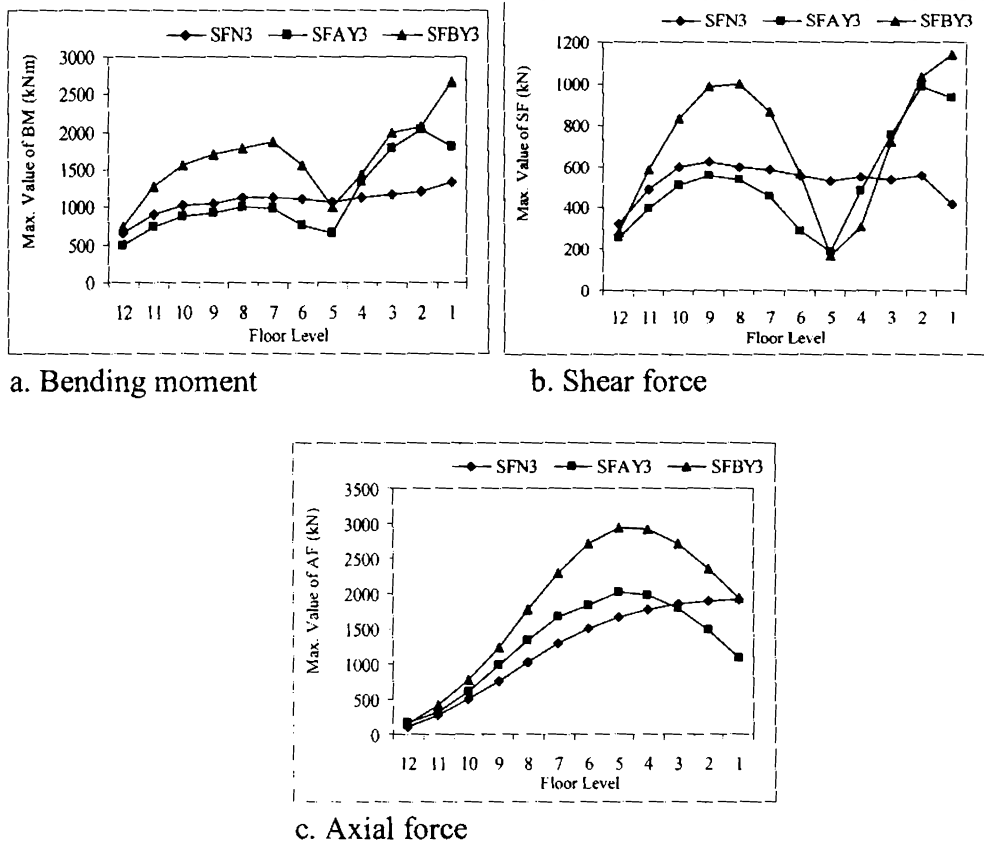 SFN3 SFAY3 SFBY3
Max. Value of BM (kNm)
3000
2500
2000
1500
1000
500
0
12 11 10 9 8 7 6 5 4 3 2 1
Floor Level
a. Bending moment
SFN3 SFAY3 SFBY3
Max. Value of SF (kN)
1200
1000
800
600
400
200
0
12 11 10 9 8 7 6 5 4 3 2 1
Floor Level
b. Shear force
SFN3 SFAY3 SFBY3
Max. Value of AF (kN)
3500
3000
2500
2000
1500
1000
500
0
12 11 10 9 8 7 6 5 4 3 2 1
Floor Level
c. Axial force